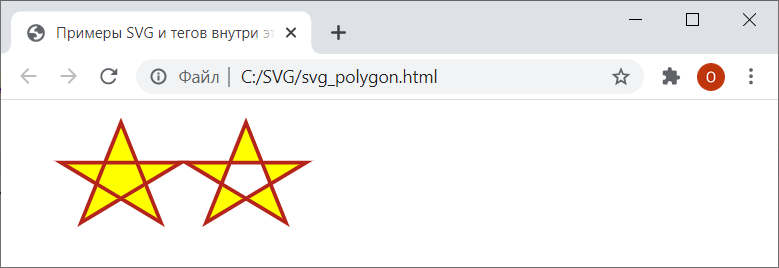 Примеры SVG и тегов внутри эт
Файл | C:/SVG/svg_polygon.html
О